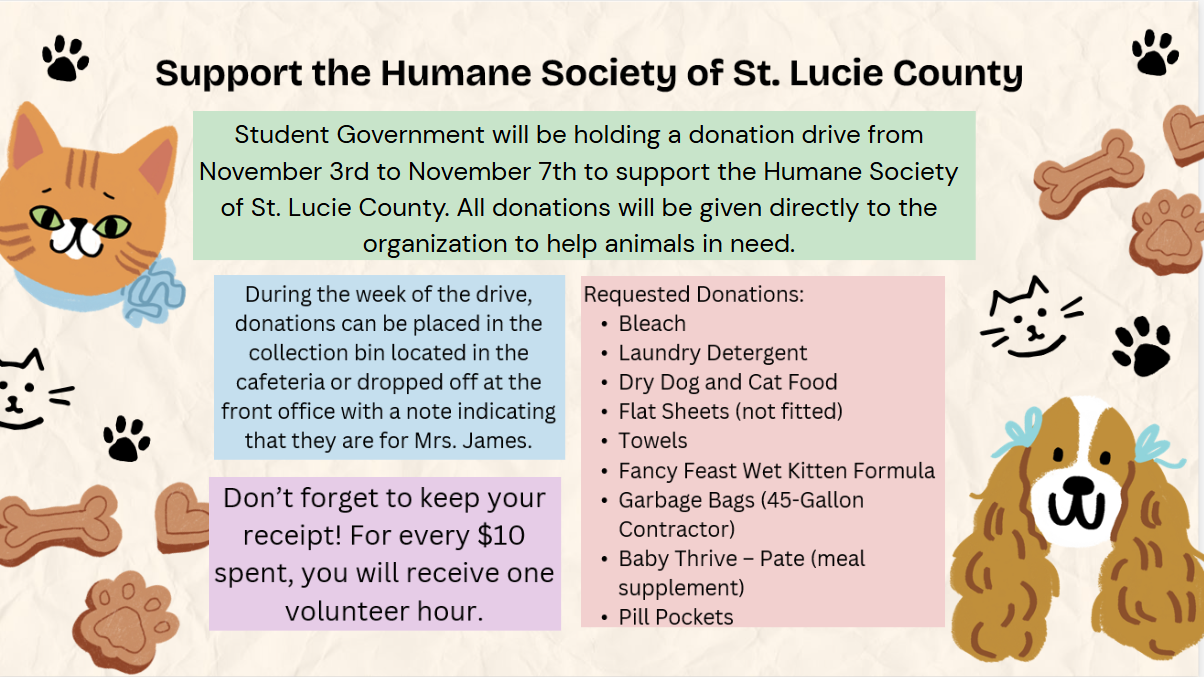 Support the Humane Society of St. Lucie County
Student Government will be holding a donation drive from
November 3rd to November 7th to support the Humane Society
of St. Lucie County. All donations will be given directly to the
organization to help animals in need.
During the week of the drive,
donations can be placed in the
collection bin located in the
cafeteria or dropped off at the
front office with a note indicating
that they are for Mrs. James.
Don’t forget to keep your
receipt! For every $10
spent, you will receive one
volunteer hour.
Requested Donations:
• Bleach
• Laundry Detergent
• Dry Dog and Cat Food
• Flat Sheets (not fitted)
• Towels
• Fancy Feast Wet Kitten Formula
• Garbage Bags (45-Gallon
Contractor)
• Baby Thrive – Pate (meal
supplement)
• Pill Pockets